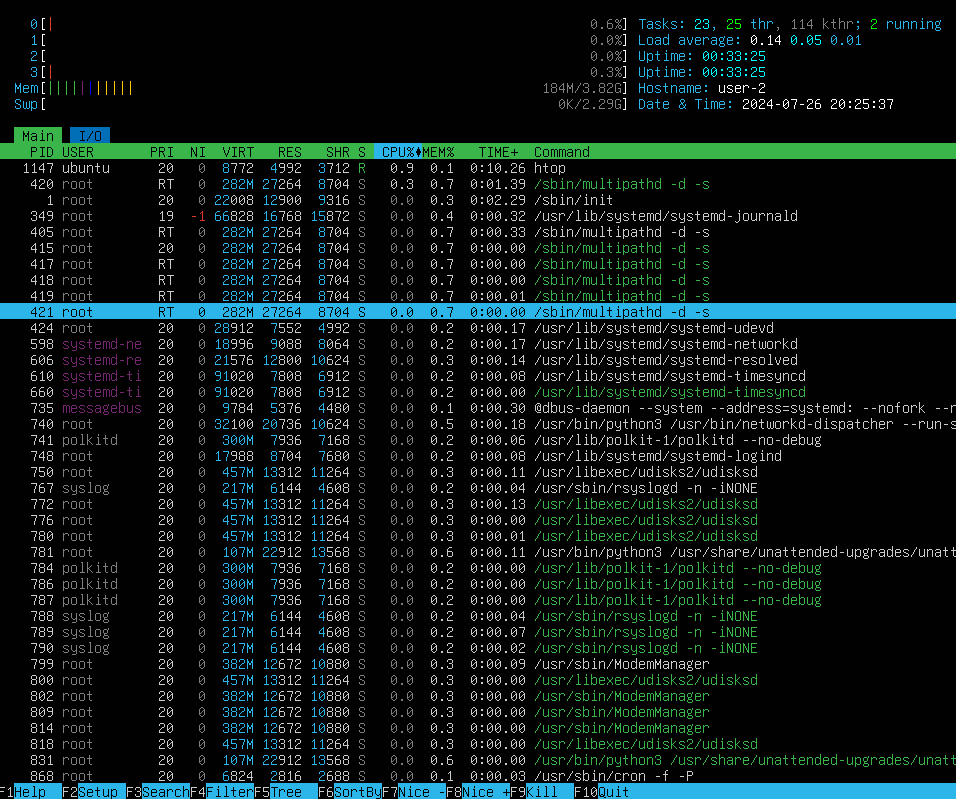 0[| 0.6%] Tasks: 23, 25 thr, 114 kthr; 2 running
1[ 0.0%] Load average: 0.14 0.05 0.01
2[ 0.0%] Uptime: 00:33:25
3[| 0.3%] Uptime: 00:33:25
Mem[||||||||||| 184M/3.82G] Hostname: user-2
Swp[ 0K/2.29G] Date & Time: 2024-07-26 20:25:37
Main I/O
PID USER PRI NI VIRT RES SHR S CPU% MEM% TIME+ Command
1147 ubuntu 20 0 8772 4992 3712 R 0.9 0.1 0:10.26 htop
420 root RT 0 282M 27264 8704 S 0.3 0.7 0:01.39 /sbin/multipathd -d -s
1 root 20 0 22008 12900 9316 S 0.0 0.3 0:02.29 /sbin/init
349 root 19 -1 66828 16768 15872 S 0.0 0.4 0:00.32 /usr/lib/systemd/systemd-journald
405 root RT 0 282M 27264 8704 S 0.0 0.7 0:00.33 /sbin/multipathd -d -s
415 root 20 0 282M 27264 8704 S 0.0 0.7 0:00.00 /sbin/multipathd -d -s
417 root RT 0 282M 27264 8704 S 0.0 0.7 0:00.00 /sbin/multipathd -d -s
418 root RT 0 282M 27264 8704 S 0.0 0.7 0:00.00 /sbin/multipathd -d -s
419 root RT 0 282M 27264 8704 S 0.0 0.7 0:00.01 /sbin/multipathd -d -s
421 root RT 0 282M 27264 8704 S 0.0 0.7 0:00.00 /sbin/multipathd -d -s
424 root 20 0 28912 7552 4992 S 0.0 0.2 0:00.17 /usr/lib/systemd/systemd-udevd
598 systemd-ne 20 0 18996 9088 8064 S 0.0 0.2 0:00.17 /usr/lib/systemd/systemd-networkd
606 systemd-re 20 0 21576 12800 10624 S 0.0 0.3 0:00.14 /usr/lib/systemd/systemd-resolved
610 systemd-ti 20 0 91020 7808 6912 S 0.0 0.2 0:00.08 /usr/lib/systemd/systemd-timesyncd
660 systemd-ti 20 0 91020 7808 6912 S 0.0 0.2 0:00.00 /usr/lib/systemd/systemd-timesyncd
735 messagebus 20 0 9784 5376 4480 S 0.0 0.1 0:00.30 @dbus-daemon --system --address=systemd: --nofork --n
740 root 20 0 32100 20736 10624 S 0.0 0.5 0:00.18 /usr/bin/python3 /usr/bin/networkd-dispatcher --run-s
741 polkitd 20 0 300M 7936 7168 S 0.0 0.2 0:00.06 /usr/lib/polkit-1/polkitd --no-debug
748 root 20 0 17988 8704 7680 S 0.0 0.2 0:00.08 /usr/lib/systemd/systemd-logind
750 root 20 0 457M 13312 11264 S 0.0 0.3 0:00.11 /usr/libexec/udisks2/udisksd
767 syslog 20 0 217M 6144 4608 S 0.0 0.2 0:00.04 /usr/sbin/rsyslogd -n -iNONE
772 root 20 0 457M 13312 11264 S 0.0 0.3 0:00.13 /usr/libexec/udisks2/udisksd
776 root 20 0 457M 13312 11264 S 0.0 0.3 0:00.00 /usr/libexec/udisks2/udisksd
780 root 20 0 457M 13312 11264 S 0.0 0.3 0:00.01 /usr/libexec/udisks2/udisksd
781 root 20 0 107M 22912 13568 S 0.0 0.6 0:00.11 /usr/bin/python3 /usr/share/unattended-upgrades/unatt
784 polkitd 20 0 300M 7936 7168 S 0.0 0.2 0:00.00 /usr/lib/polkit-1/polkitd --no-debug
786 polkitd 20 0 300M 7936 7168 S 0.0 0.2 0:00.00 /usr/lib/polkit-1/polkitd --no-debug
787 polkitd 20 0 300M 7936 7168 S 0.0 0.2 0:00.00 /usr/lib/polkit-1/polkitd --no-debug
788 syslog 20 0 217M 6144 4608 S 0.0 0.2 0:00.04 /usr/sbin/rsyslogd -n -iNONE
789 syslog 20 0 217M 6144 4608 S 0.0 0.2 0:00.07 /usr/sbin/rsyslogd -n -iNONE
790 syslog 20 0 217M 6144 4608 S 0.0 0.2 0:00.02 /usr/sbin/rsyslogd -n -iNONE
799 root 20 0 382M 12672 10880 S 0.0 0.3 0:00.09 /usr/sbin/ModemManager
800 root 20 0 457M 13312 11264 S 0.0 0.3 0:00.00 /usr/libexec/udisks2/udisksd
802 root 20 0 382M 12672 10880 S 0.0 0.3 0:00.00 /usr/sbin/ModemManager
809 root 20 0 382M 12672 10880 S 0.0 0.3 0:00.00 /usr/sbin/ModemManager
814 root 20 0 382M 12672 10880 S 0.0 0.3 0:00.00 /usr/sbin/ModemManager
818 root 20 0 457M 13312 11264 S 0.0 0.3 0:00.00 /usr/libexec/udisks2/udisksd
831 root 20 0 107M 22912 13568 S 0.0 0.6 0:00.00 /usr/bin/python3 /usr/share/unattended-upgrades/unatt
868 root 20 0 6824 2816 2688 S 0.0 0.1 0:00.03 /usr/sbin/cron -f -P
F1Help F2Setup F3SearchF4FilterF5Tree F6SortByF7Nice -F8Nice +F9Kill F10Quit